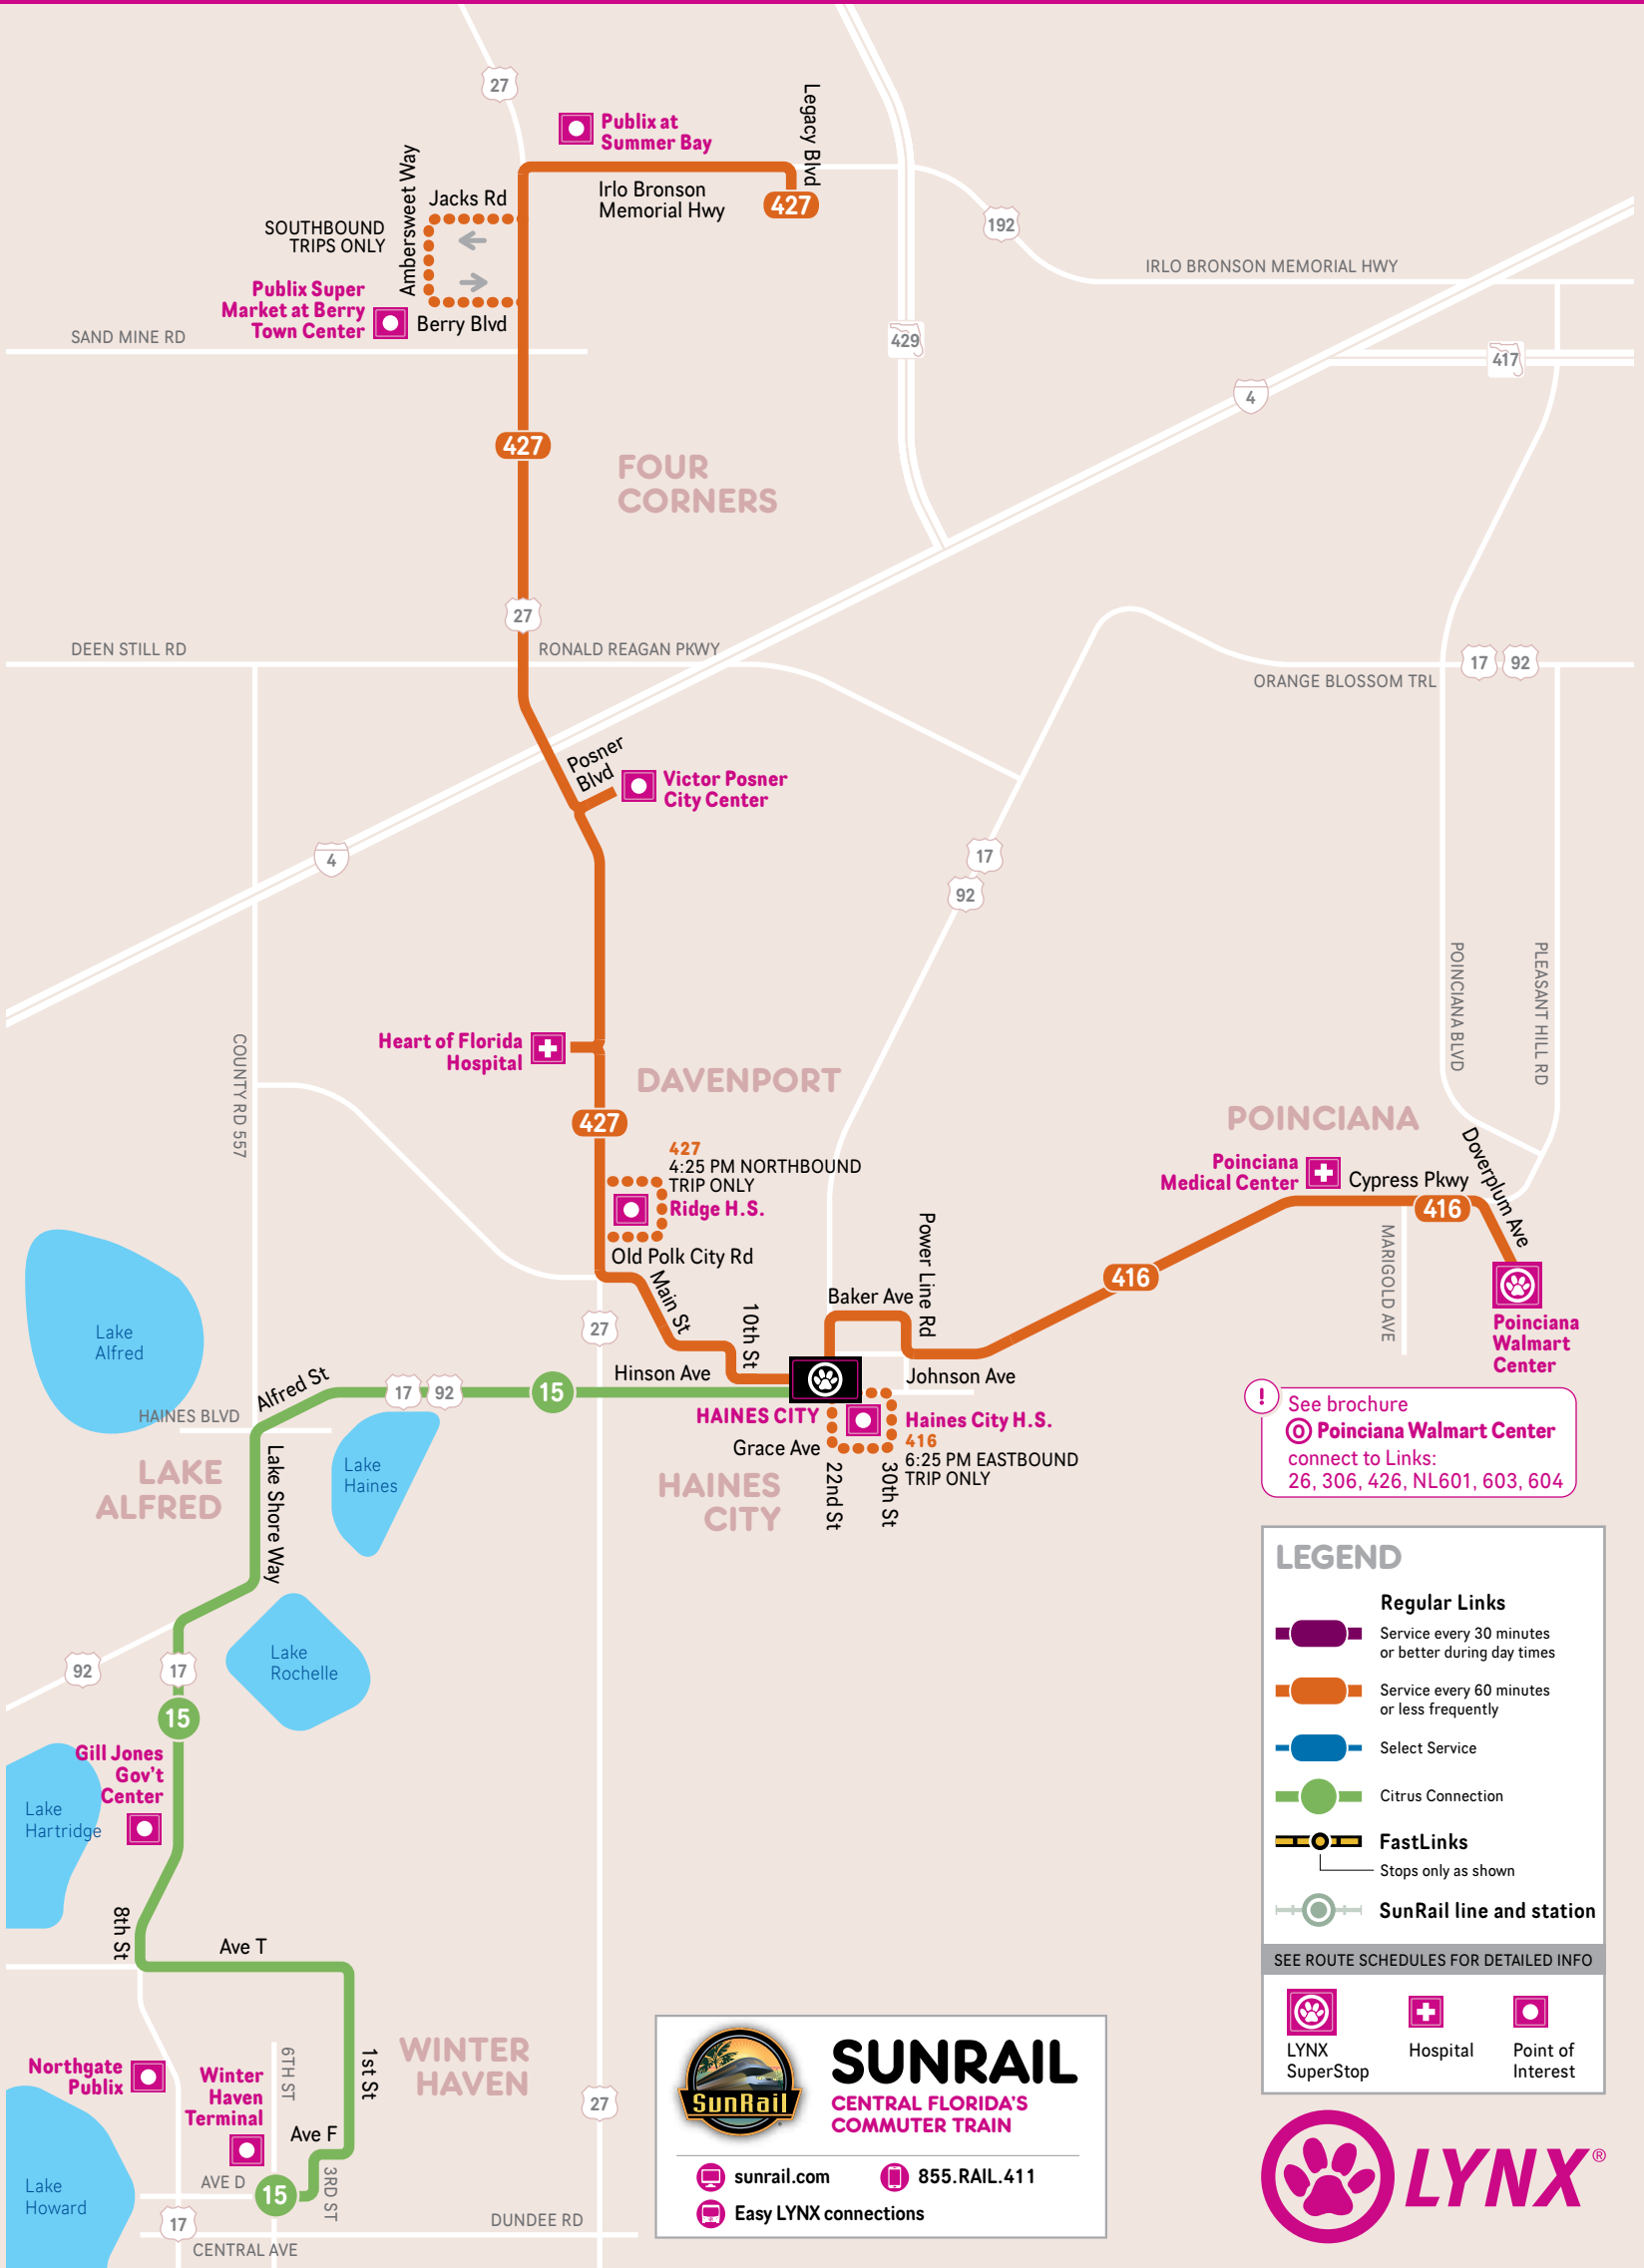 27
Publix at
Summer Bay
Legacy Blvd
Ambersweet Way
Jacks Rd
Irlo Bronson
Memorial Hwy
427
SOUTHBOUND
TRIPS ONLY
192
IRLO BRONSON MEMORIAL HWY
Publix Super
Market at Berry
Town Center
Berry Blvd
SAND MINE RD
429
417
4
427
FOUR
CORNERS
27
DEEN STILL RD
RONALD REAGAN PKWY
17
92
ORANGE BLOSSOM TRL
Posner
Blvd
Victor Posner
City Center
4
17
92
POINCIANA BLVD
PLEASANT HILL RD
COUNTY RD 557
Heart of Florida
Hospital
DAVENPORT
427
427
4:25 PM NORTHBOUND
TRIP ONLY
Ridge H.S.
POINCIANA
Poinciana
Medical Center
Cypress Pkwy
Doverplum Ave
416
MARIGOLD AVE
Old Polk City Rd
Power Line Rd
416
Main St
Baker Ave
10th St
27
Lake
Alfred
Poinciana
Walmart
Center
Hinson Ave
Johnson Ave
Alfred St
17
92
15
HAINES BLVD
HAINES CITY
Haines City H.S.
416
6:25 PM EASTBOUND
TRIP ONLY
Grace Ave
22nd St
30th St
!
See brochure
O Poinciana Walmart Center
connect to Links:
26, 306, 426, NL601, 603, 604
LAKE
ALFRED
Lake Shore Way
Lake
Haines
HAINES
CITY
LEGEND
Regular Links
Service every 30 minutes
or better during day times
Service every 60 minutes
or less frequently
Select Service
Citrus Connection
FastLinks
Stops only as shown
SunRail line and station
SEE ROUTE SCHEDULES FOR DETAILED INFO
LYNX
SuperStop
Hospital
Point of
Interest
Lake
Rochelle
92
17
15
Gill Jones
Gov't
Center
Lake
Hartridge
8th St
Ave T
WINTER
HAVEN
1st St
6TH ST
Northgate
Publix
Winter
Haven
Terminal
Ave F
27
Lake
Howard
AVE D
15
3RD ST
17
DUNDEE RD
CENTRAL AVE
SunRail
SUNRAIL
CENTRAL FLORIDA'S
COMMUTER TRAIN
sunrail.com
855.RAIL.411
Easy LYNX connections
LYNX®